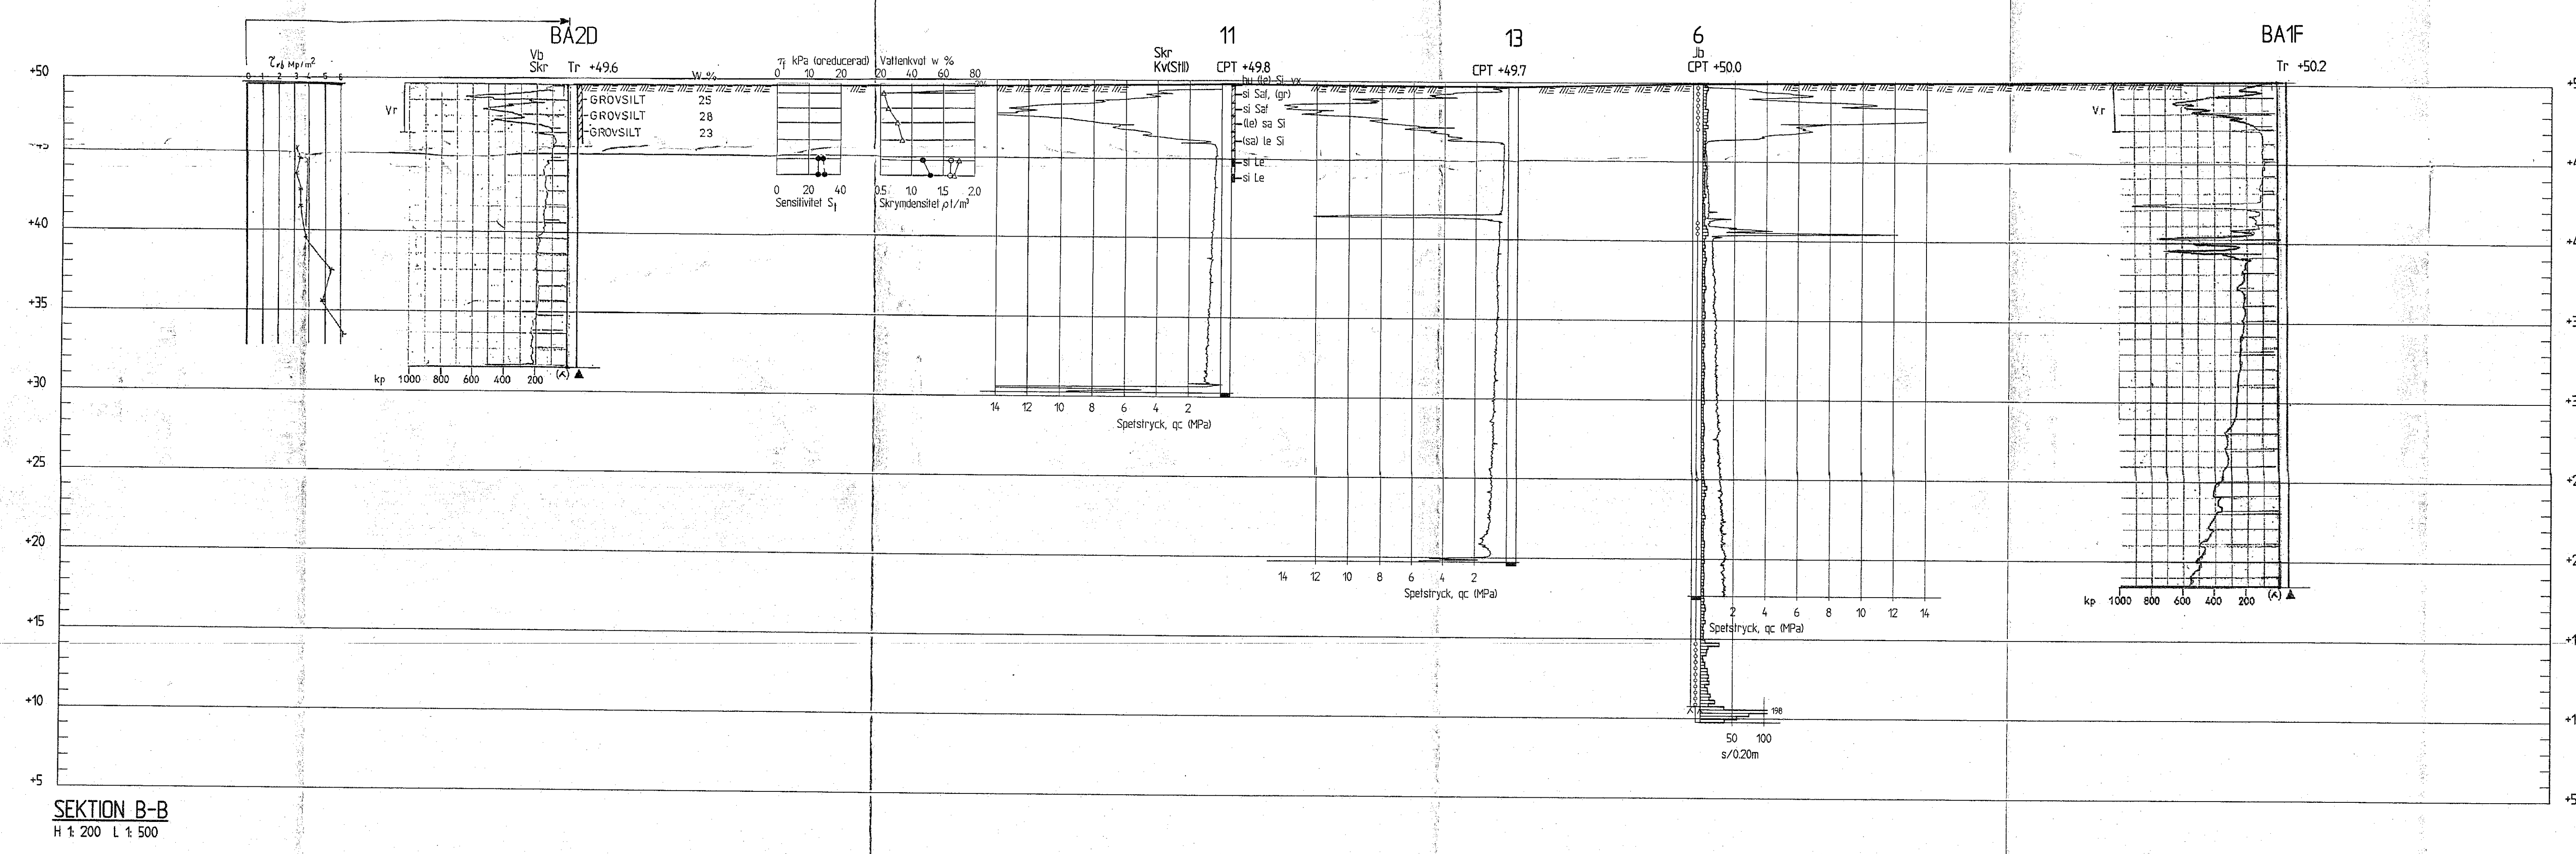 BA2D
11
13
6
BA1F
Vb
Skr Tr +49.6
τrb Mp/m²
0 1 2 3 4 5 6
W %
GROVSILT 25
GROVSILT 28
GROVSILT 23
Vr
kPa (oreducerad)
0 10 20
Vattenkvot w %
20 40 60 80
0 20 40
Sensitivitet St
0.5 1.0 1.5 2.0
Skrymdensitet ρ t/m³
Skr
Kv(StII) CPT +49.8
hu (le) Si, vx
si Saf, (gr)
si Saf
(le) sa Si
(sa) le Si
si Le
si Le
CPT +49.7
Jb
CPT +50.0
Tr +50.2
Vr
+50
+40
+35
+30
+25
+20
+15
+10
+5
kp 1000 800 600 400 200
14 12 10 8 6 4 2
Spetstryck, qc (MPa)
14 12 10 8 6 4 2
Spetstryck, qc (MPa)
2 4 6 8 10 12 14
Spetstryck, qc (MPa)
198
50 100
s/0.20m
kp 1000 800 600 400 200
SEKTION B-B
H 1: 200 L 1: 500